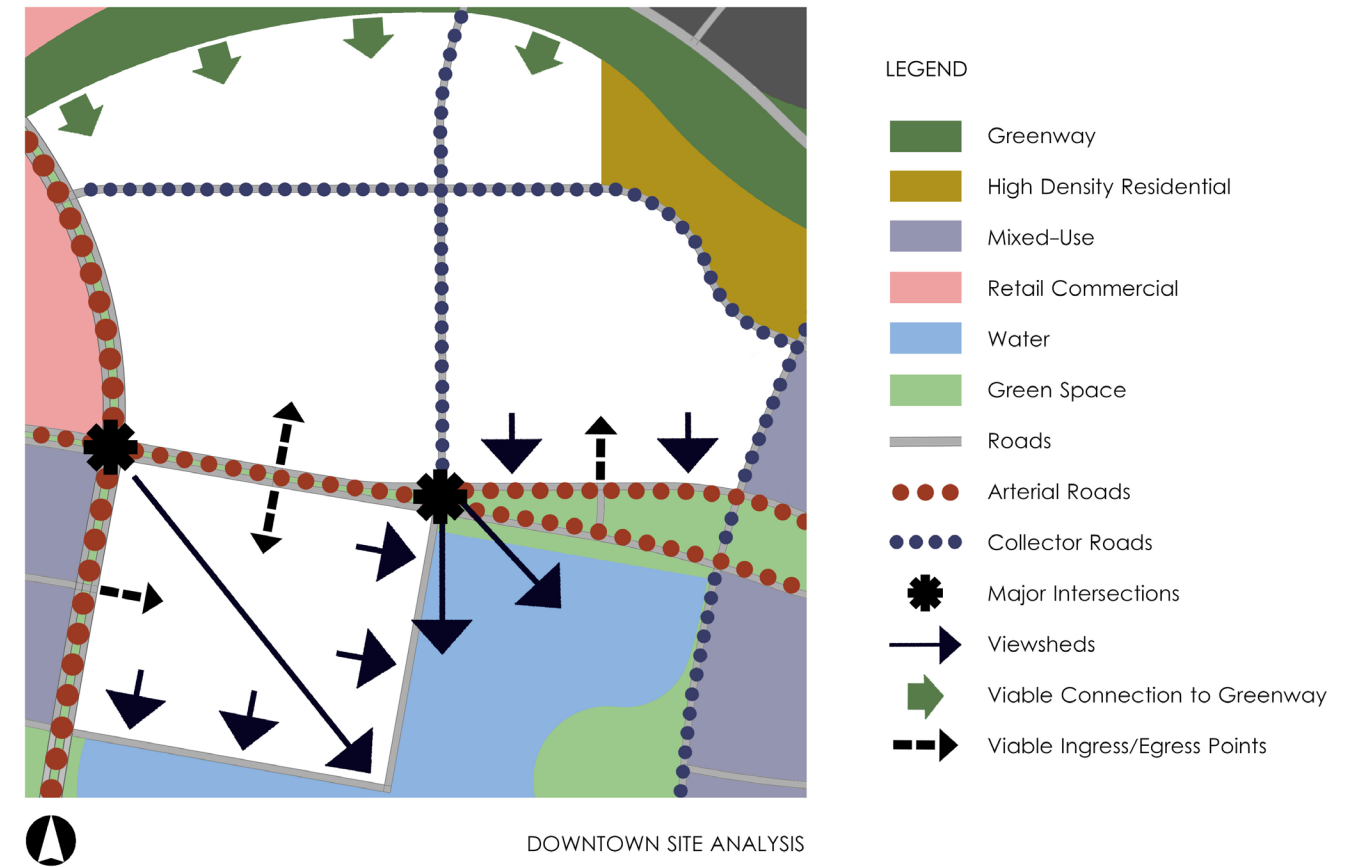 LEGEND
Greenway
High Density Residential
Mixed-Use
Retail Commercial
Water
Green Space
Roads
Arterial Roads
Collector Roads
Major Intersections
Viewsheds
Viable Connection to Greenway
Viable Ingress/Egress Points
DOWNTOWN SITE ANALYSIS